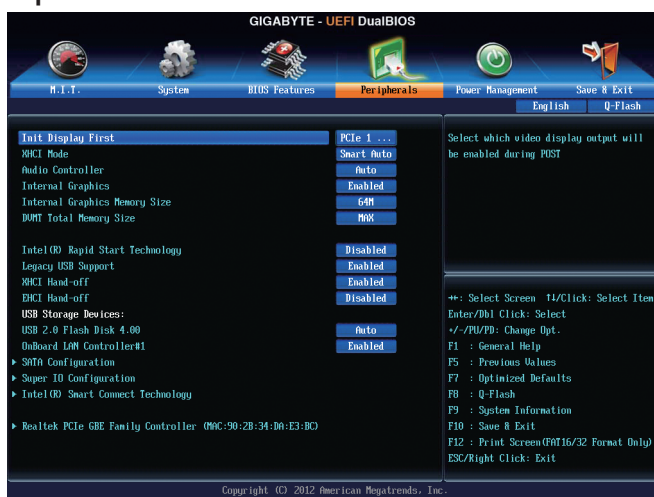 GIGABYTE - UEFI DualBIOS
M.I.T. System BIOS Features Peripherals Power Management Save & Exit
English Q-Flash
Init Display First PCIe 1 ...
XHCI Mode Smart Auto
Audio Controller Auto
Internal Graphics Enabled
Internal Graphics Memory Size 64M
DVMT Total Memory Size MAX
Intel(R) Rapid Start Technology Disabled
Legacy USB Support Enabled
XHCI Hand-off Enabled
EHCI Hand-off Disabled
USB Storage Devices:
USB 2.0 Flash Disk 4.00 Auto
OnBoard LAN Controller#1 Enabled
SATA Configuration
Super IO Configuration
Intel(R) Smart Connect Technology
Realtek PCIe GBE Family Controller (MAC:90:2B:34:DA:E3:BC)
Select which video display output will
be enabled during POST
→←: Select Screen ↑↓/Click: Select Item
Enter/Dbl Click: Select
+/-/PU/PD: Change Opt.
F1 : General Help
F5 : Previous Values
F7 : Optimized Defaults
F8 : Q-Flash
F9 : System Information
F10 : Save & Exit
F12 : Print Screen(FAT16/32 Format Only)
ESC/Right Click: Exit
Copyright (C) 2012 American Megatrends, Inc.